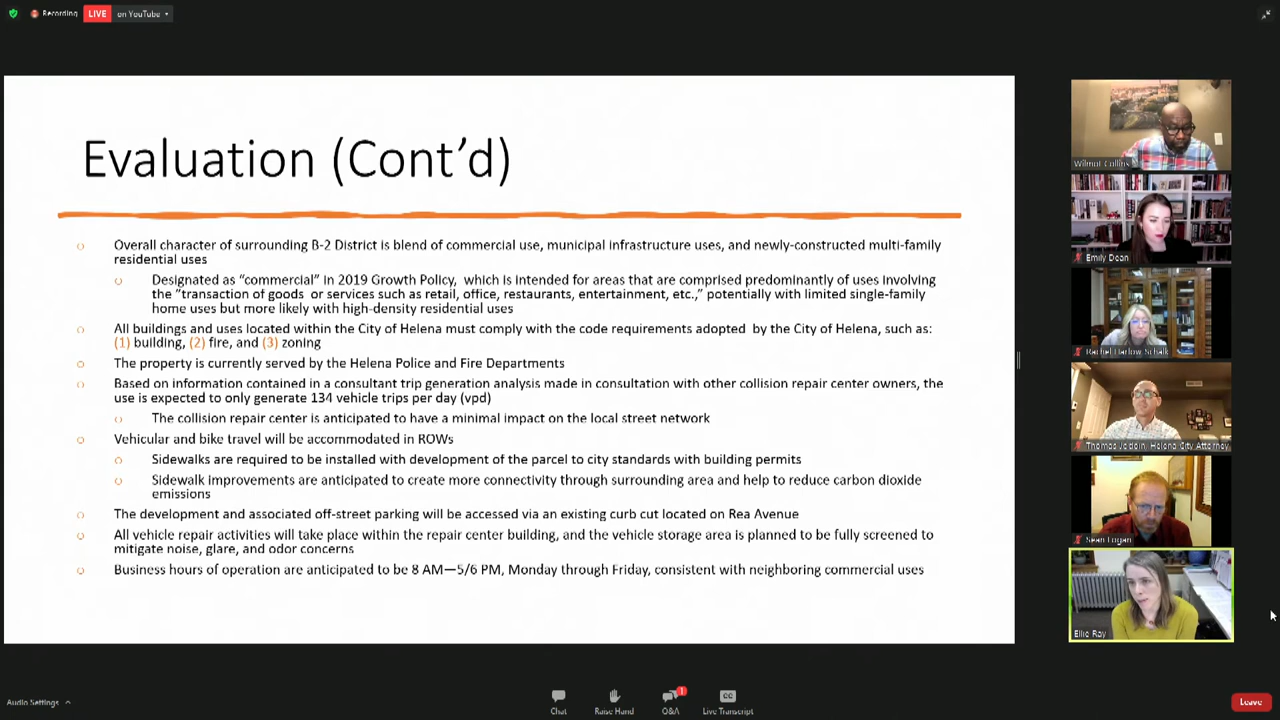 Recording
LIVE
on YouTube
Evaluation (Cont'd)
Overall character of surrounding B-2 District is blend of commercial use, municipal infrastructure uses, and newly-constructed multi-family
residential uses
Designated as "commercial" in 2019 Growth Policy, which is intended for areas that are comprised predominantly of uses involving
the "transaction of goods or services such as retail, office, restaurants, entertainment, etc.," potentially with limited single-family
home uses but more likely with high-density residential uses
All buildings and uses located within the City of Helena must comply with the code requirements adopted by the City of Helena, such as:
(1) building, (2) fire, and (3) zoning
The property is currently served by the Helena Police and Fire Departments
Based on information contained in a consultant trip generation analysis made in consultation with other collision repair center owners, the
use is expected to only generate 134 vehicle trips per day (vpd)
The collision repair center is anticipated to have a minimal impact on the local street network
Vehicular and bike travel will be accommodated in ROWs
Sidewalks are required to be installed with development of the parcel to city standards with building permits
Sidewalk improvements are anticipated to create more connectivity through surrounding area and help to reduce carbon dioxide
emissions
The development and associated off-street parking will be accessed via an existing curb cut located on Rea Avenue
All vehicle repair activities will take place within the repair center building, and the vehicle storage area is planned to be fully screened to
mitigate noise, glare, and odor concerns
Business hours of operation are anticipated to be 8 AM—5/6 PM, Monday through Friday, consistent with neighboring commercial uses
Wilmot Collins
Emily Dean
Rachel Harlow-Schalk
Thomas Jodoin, Helena City Attorney
Sean Logan
Ellie Ray
Audio Settings
Chat
Raise Hand
1
Q&A
CC
Live Transcript
Leave